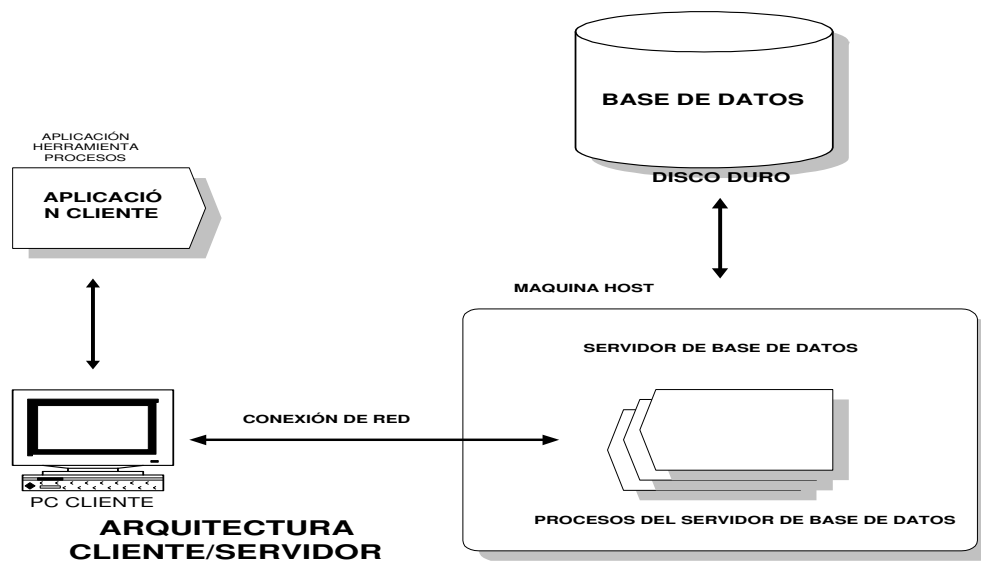 BASE DE DATOS
DISCO DURO
APLICACIÓN
HERRAMIENTA
PROCESOS
APLICACIÓ
N CLIENTE
MAQUINA HOST
SERVIDOR DE BASE DE DATOS
CONEXIÓN DE RED
PC CLIENTE
PROCESOS DEL SERVIDOR DE BASE DE DATOS
ARQUITECTURA
CLIENTE/SERVIDOR